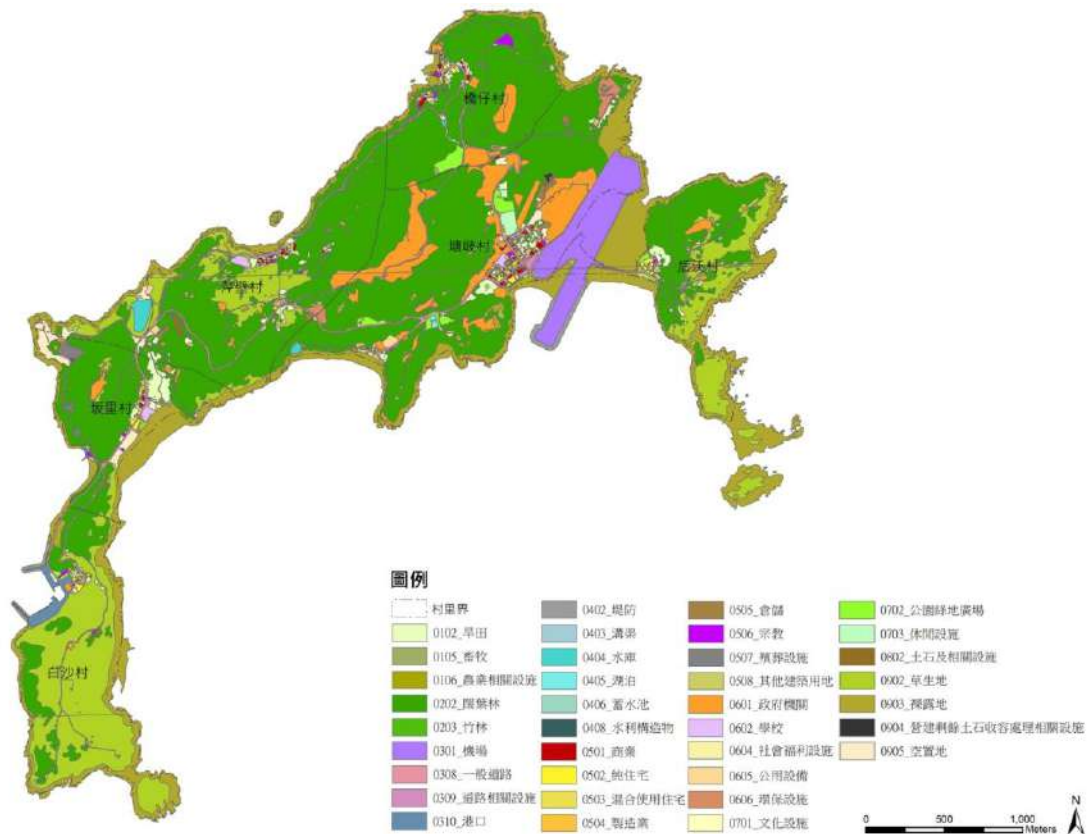 橋仔村
塘岐村
后沃村
芹壁村
坂里村
白沙村
圖例
村里界
0102_旱田
0105_畜牧
0106_農業相關設施
0202_闊葉林
0203_竹林
0301_機場
0308_一般道路
0309_道路相關設施
0310_港口
0402_堤防
0403_溝渠
0404_水庫
0405_湖泊
0406_蓄水池
0408_水利構造物
0501_商業
0502_純住宅
0503_混合使用住宅
0504_製造業
0505_倉儲
0506_宗教
0507_殯葬設施
0508_其他建築用地
0601_政府機關
0602_學校
0604_社會福利設施
0605_公用設備
0606_環保設施
0701_文化設施
0702_公園綠地廣場
0703_休閒設施
0802_土石及相關設施
0902_草生地
0903_裸露地
0904_營建剩餘土石收容處理相關設施
0905_空置地
N
0 500 1,000
Meters